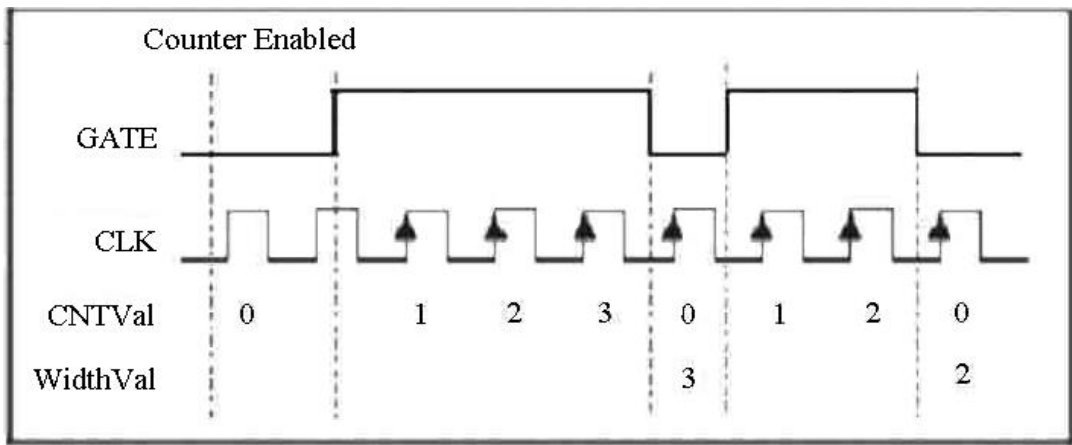 Counter Enabled
GATE
CLK
CNTVal 0 1 2 3 0 1 2 0
WidthVal 3 2